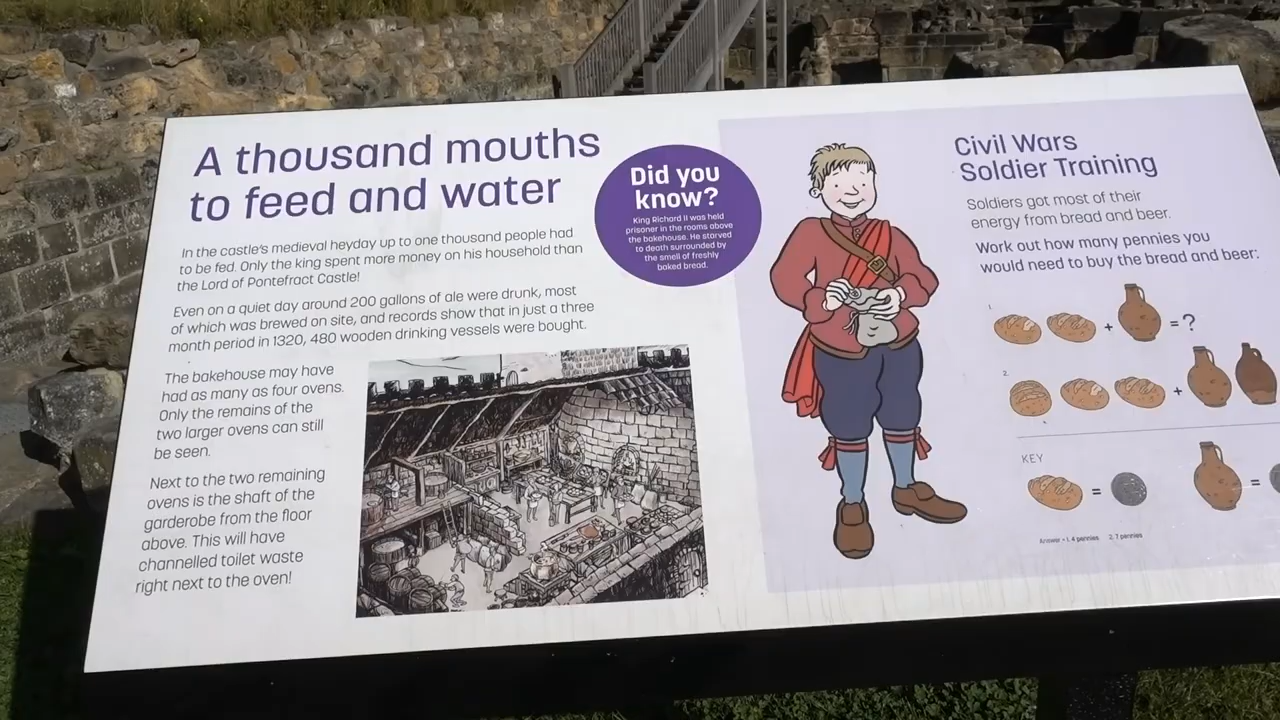 A thousand mouths
to feed and water
In the castle's medieval heyday up to one thousand people had
to be fed. Only the king spent more money on his household than
the Lord of Pontefract Castle!
Even on a quiet day around 200 gallons of ale were drunk, most
of which was brewed on site, and records show that in just a three
month period in 1320, 480 wooden drinking vessels were bought.
The bakehouse may have
had as many as four ovens.
Only the remains of the
two larger ovens can still
be seen.
Next to the two remaining
ovens is the shaft of the
garderobe from the floor
above. This will have
channelled toilet waste
right next to the oven!
Did you
know?
King Richard II was held
prisoner in the rooms above
the bakehouse. He starved
to death surrounded by
the smell of freshly
baked bread.
Civil Wars
Soldier Training
Soldiers got most of their
energy from bread and beer.
Work out how many pennies you
would need to buy the bread and beer:
1.
+ = ?
2.
+
KEY
= =
Answer = 1. 4 pennies 2. 7 pennies